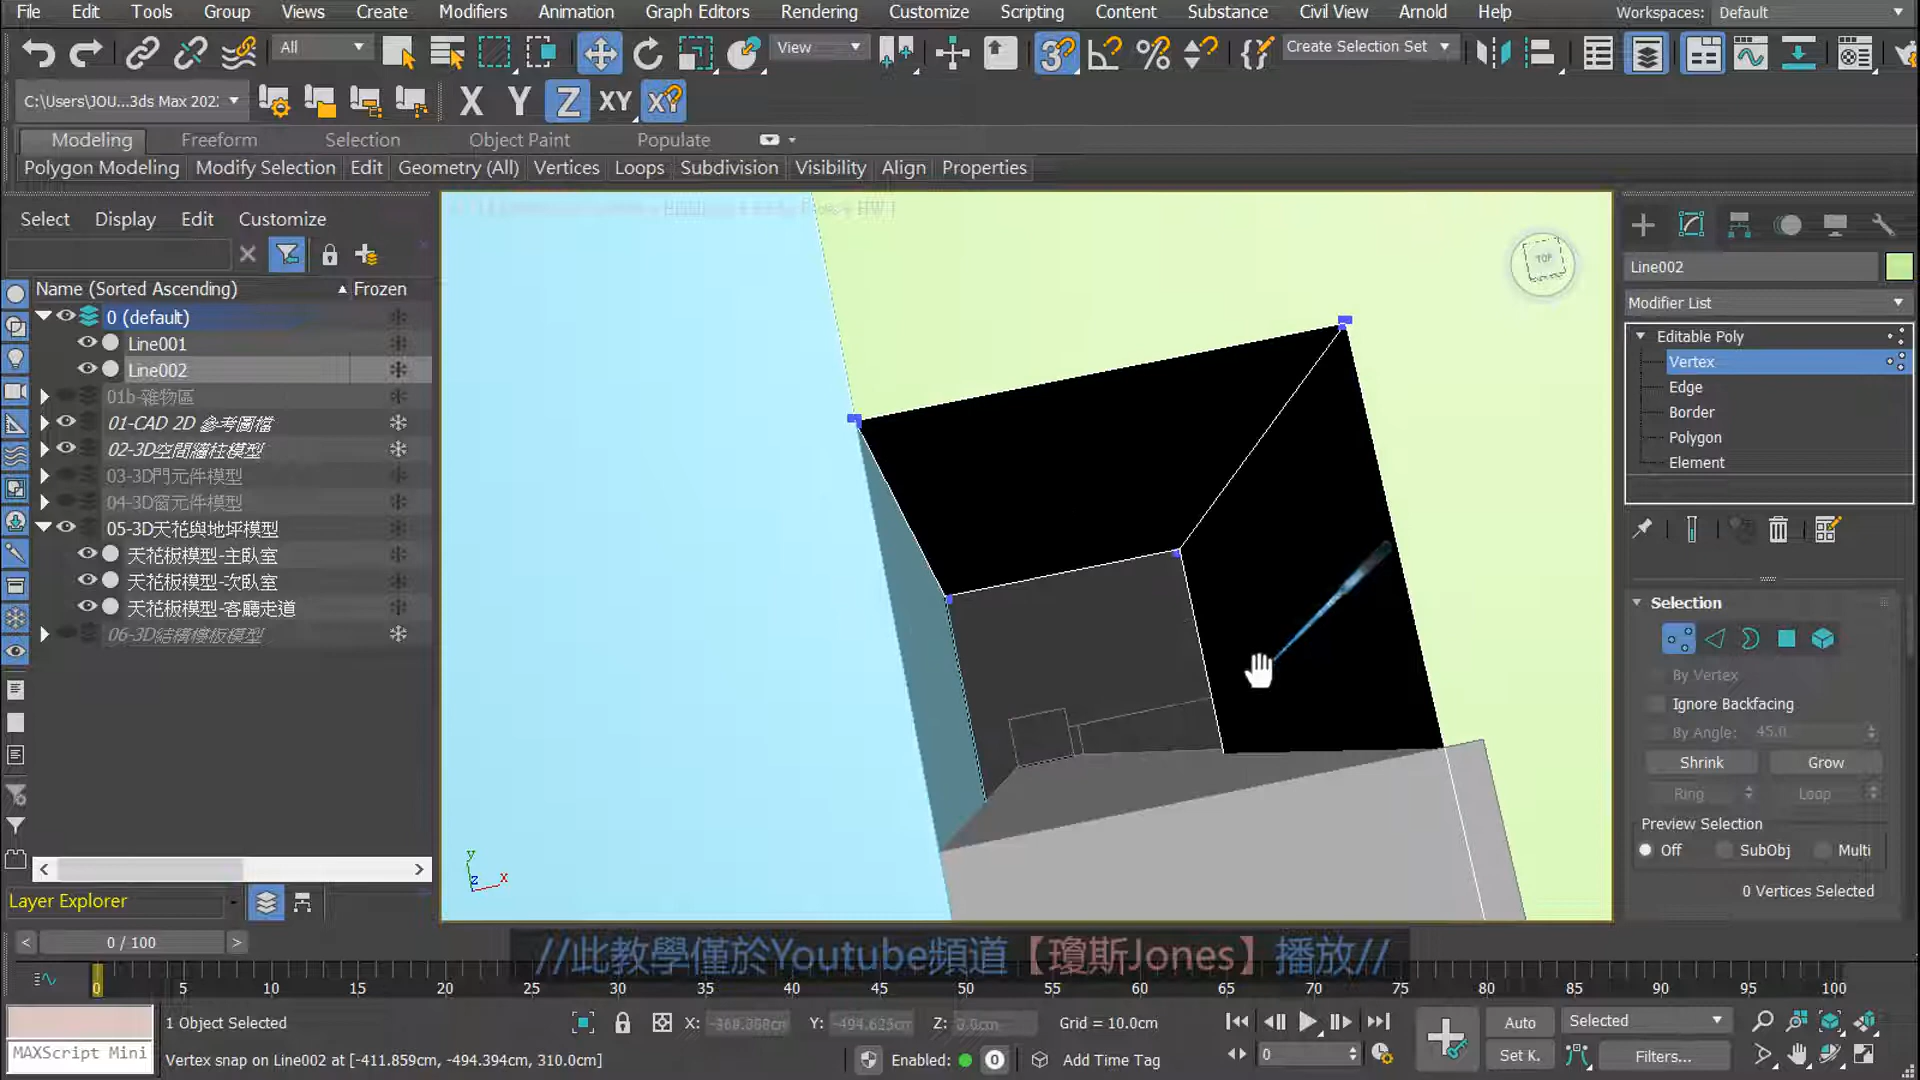 File Edit Tools Group Views Create Modifiers Animation Graph Editors Rendering Customize Scripting Content Substance Civil View Arnold Help Workspaces: Default
All View Create Selection Set
C:\Users\JOU...3ds Max 202 X Y Z XY XY
Modeling Freeform Selection Object Paint Populate
Polygon Modeling Modify Selection Edit Geometry (All) Vertices Loops Subdivision Visibility Align Properties
Select Display Edit Customize
Name (Sorted Ascending) Frozen
0 (default)
Line001
Line002
01b-雜物區
01-CAD 2D 參考圖檔
02-3D空間牆柱模型
03-3D門元件模型
04-3D窗元件模型
05-3D天花與地坪模型
天花板模型-主臥室
天花板模型-次臥室
天花板模型-客廳走道
06-3D結構樓板模型
Layer Explorer
TOP
y
z x
Line002
Modifier List
Editable Poly
Vertex
Edge
Border
Polygon
Element
Selection
By Vertex
Ignore Backfacing
By Angle: 45.0
Shrink Grow
Ring Loop
Preview Selection
Off SubObj Multi
0 Vertices Selected
0 / 100
//此教學僅於Youtube頻道【瓊斯Jones】播放//
0 5 10 15 20 25 30 35 40 45 50 55 60 65 70 75 80 85 90 95 100
1 Object Selected X: -368.388cm Y: -494.625cm Z: 0.0cm Grid = 10.0cm Auto Selected
MAXScript Mini Vertex snap on Line002 at [-411.859cm, -494.394cm, 310.0cm] Enabled: 0 Add Time Tag 0 Set K. Filters...